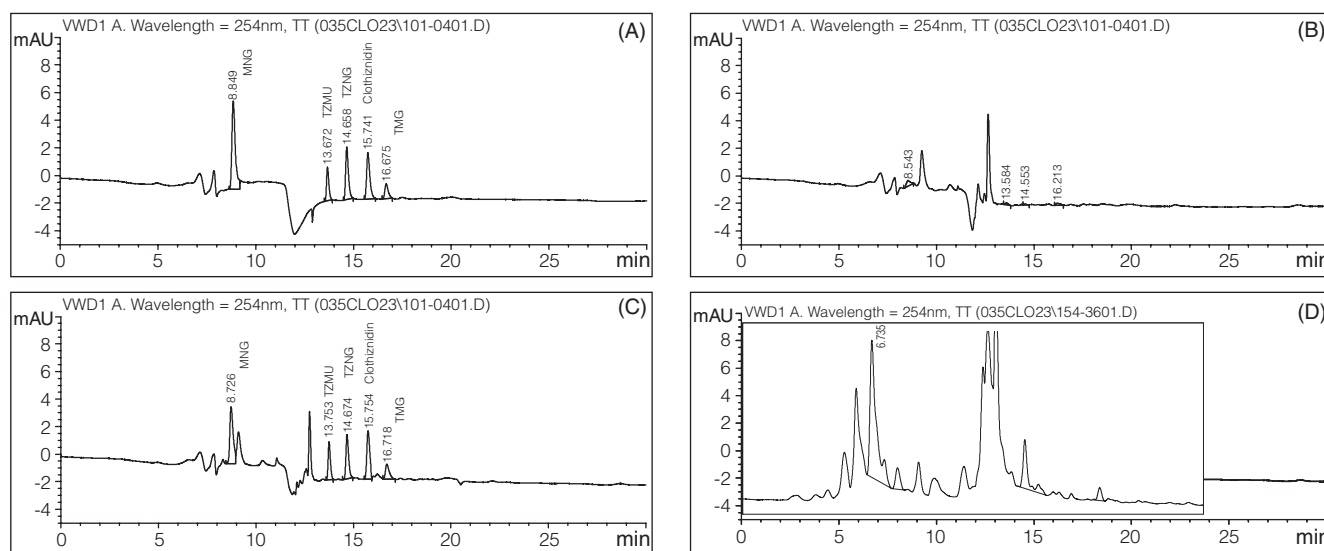 VWD1 A. Wavelength = 254nm, TT (035CLO23\101-0401.D)
(A)
mAU
8
6
4
2
0
-2
-4
8.849 MNG
13.672 TZMU
14.658 TZNG
15.741 Clothiznidin
16.675 TMG
0 5 10 15 20 25 min
VWD1 A. Wavelength = 254nm, TT (035CLO23\101-0401.D)
(B)
mAU
8
6
4
2
0
-2
-4
8.543
13.584
14.553
16.213
0 5 10 15 20 25 min
VWD1 A. Wavelength = 254nm, TT (035CLO23\101-0401.D)
(C)
mAU
8
6
4
2
0
-2
-4
8.726 MNG
13.753 TZMU
14.674 TZNG
15.754 Clothiznidin
16.718 TMG
0 5 10 15 20 25 min
VWD1 A. Wavelength = 254nm, TT (035CLO23\154-3601.D)
(D)
mAU
8
6
4
2
0
-2
-4
6.735
0 5 10 15 20 25 min